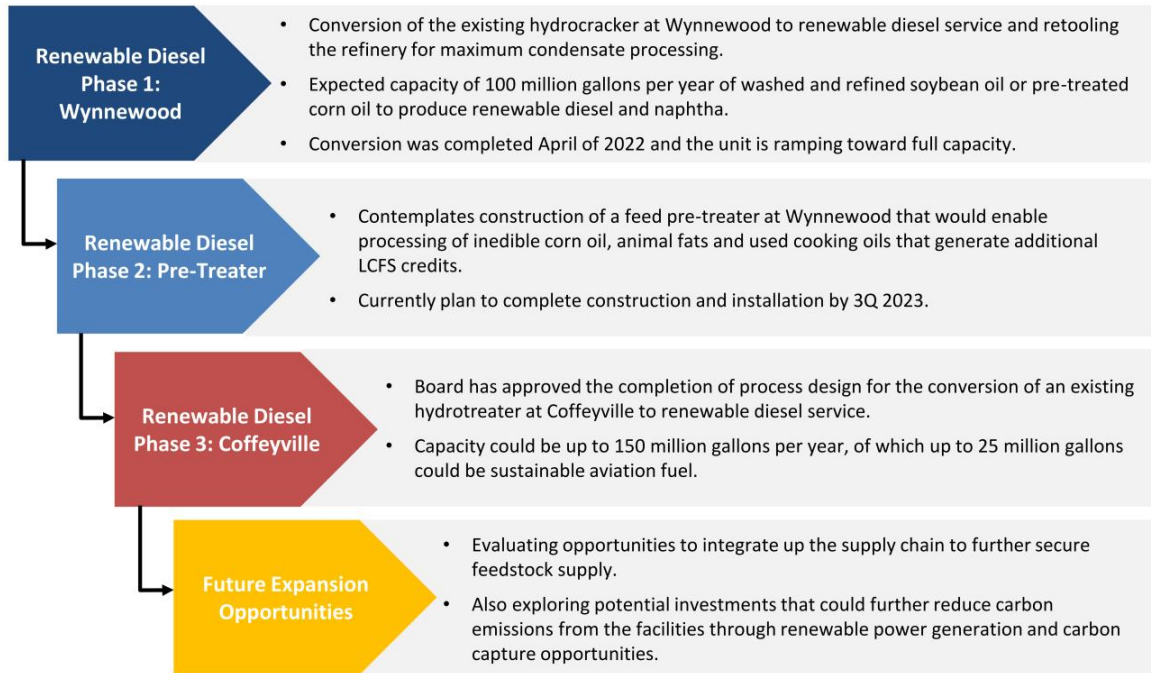 Renewable Diesel
Phase 1:
Wynnewood
• Conversion of the existing hydrocracker at Wynnewood to renewable diesel service and retooling
the refinery for maximum condensate processing.
• Expected capacity of 100 million gallons per year of washed and refined soybean oil or pre-treated
corn oil to produce renewable diesel and naphtha.
• Conversion was completed April of 2022 and the unit is ramping toward full capacity.
Renewable Diesel
Phase 2: Pre-Treater
• Contemplates construction of a feed pre-treater at Wynnewood that would enable
processing of inedible corn oil, animal fats and used cooking oils that generate additional
LCFS credits.
• Currently plan to complete construction and installation by 3Q 2023.
Renewable Diesel
Phase 3: Coffeyville
• Board has approved the completion of process design for the conversion of an existing
hydrotreater at Coffeyville to renewable diesel service.
• Capacity could be up to 150 million gallons per year, of which up to 25 million gallons
could be sustainable aviation fuel.
Future Expansion
Opportunities
• Evaluating opportunities to integrate up the supply chain to further secure
feedstock supply.
• Also exploring potential investments that could further reduce carbon
emissions from the facilities through renewable power generation and carbon
capture opportunities.